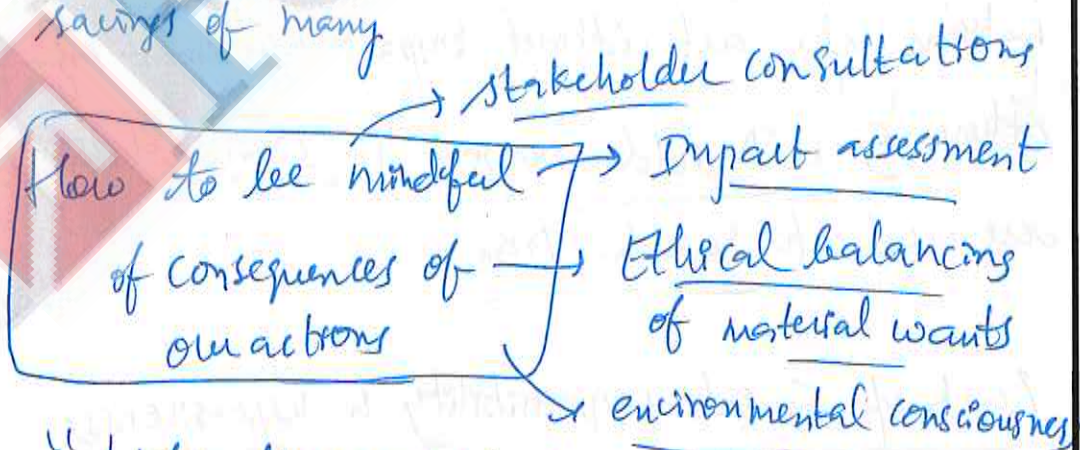 savings of many
→ stakeholder consultations
How to be mindful → Impact assessment
of consequences of → Ethical balancing
our actions of material wants
→ environmental consciousness